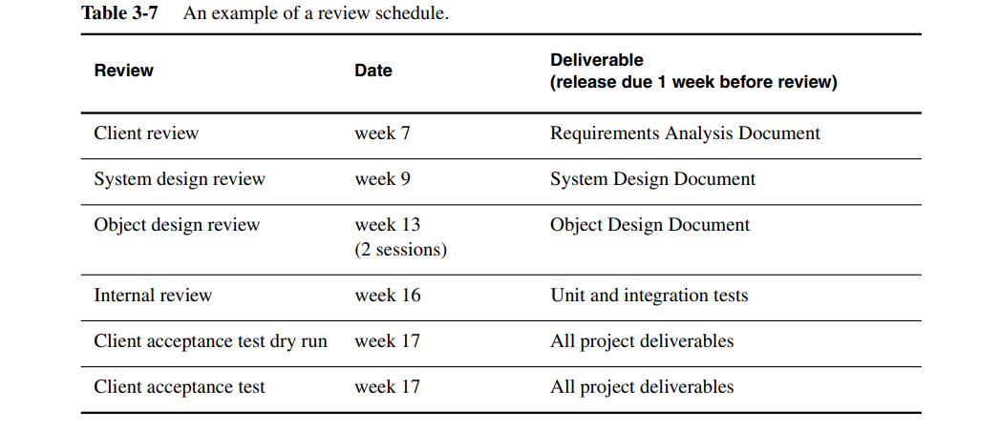 Table 3-7 An example of a review schedule.
Review Date Deliverable
(release due 1 week before review)
Client review week 7 Requirements Analysis Document
System design review week 9 System Design Document
Object design review week 13 Object Design Document
(2 sessions)
Internal review week 16 Unit and integration tests
Client acceptance test dry run week 17 All project deliverables
Client acceptance test week 17 All project deliverables